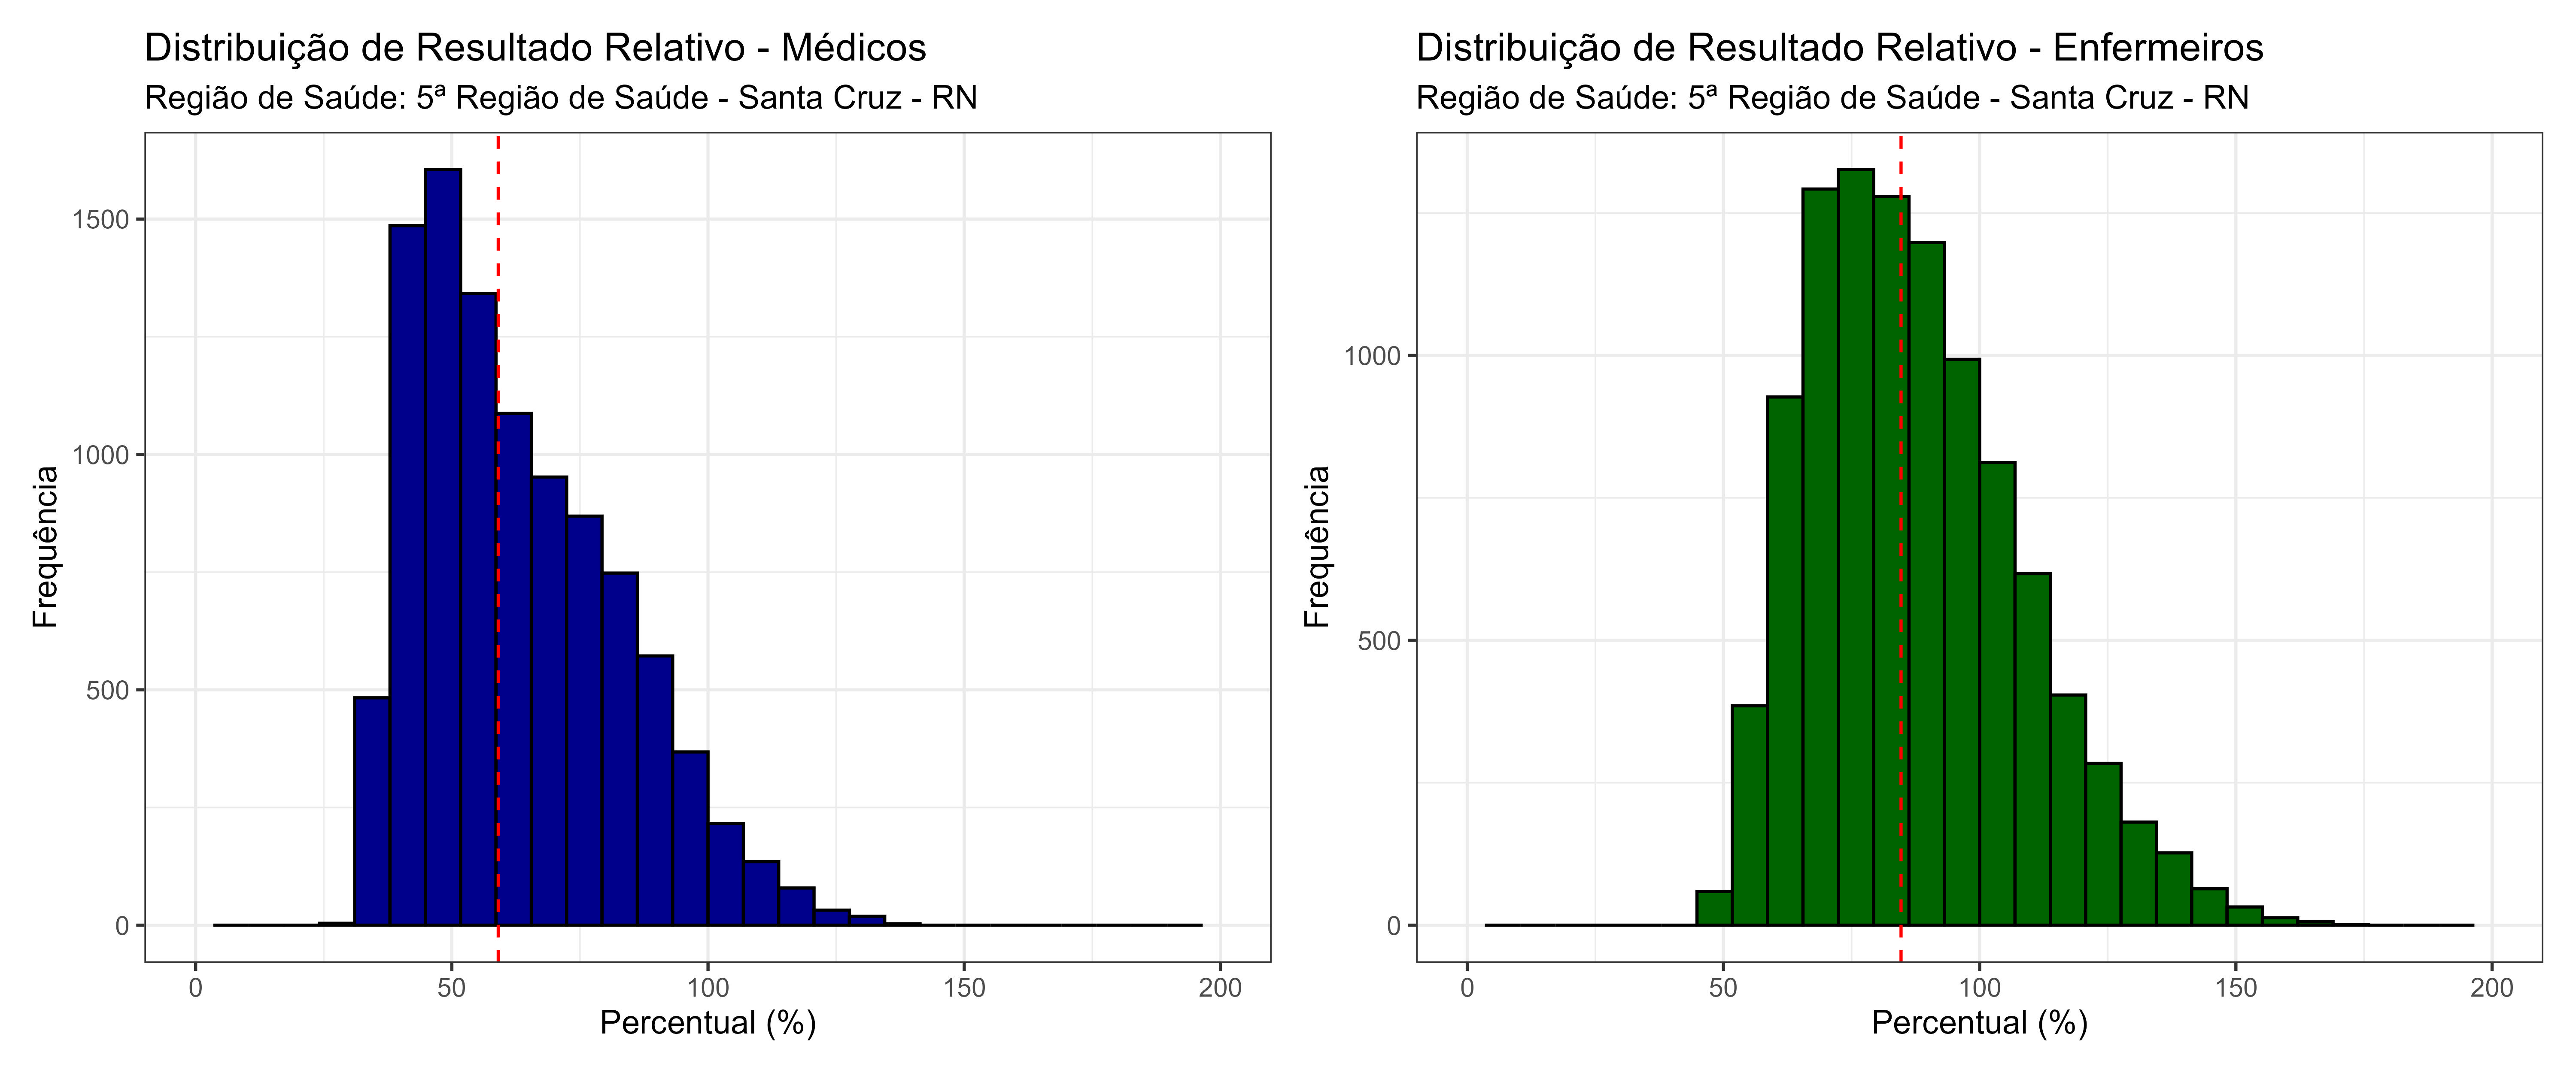 Distribuição de Resultado Relativo - Médicos
Região de Saúde: 5ª Região de Saúde - Santa Cruz - RN
Frequência
1500
1000
500
0
0 50 100 150 200
Percentual (%)
Distribuição de Resultado Relativo - Enfermeiros
Região de Saúde: 5ª Região de Saúde - Santa Cruz - RN
Frequência
1000
500
0
0 50 100 150 200
Percentual (%)